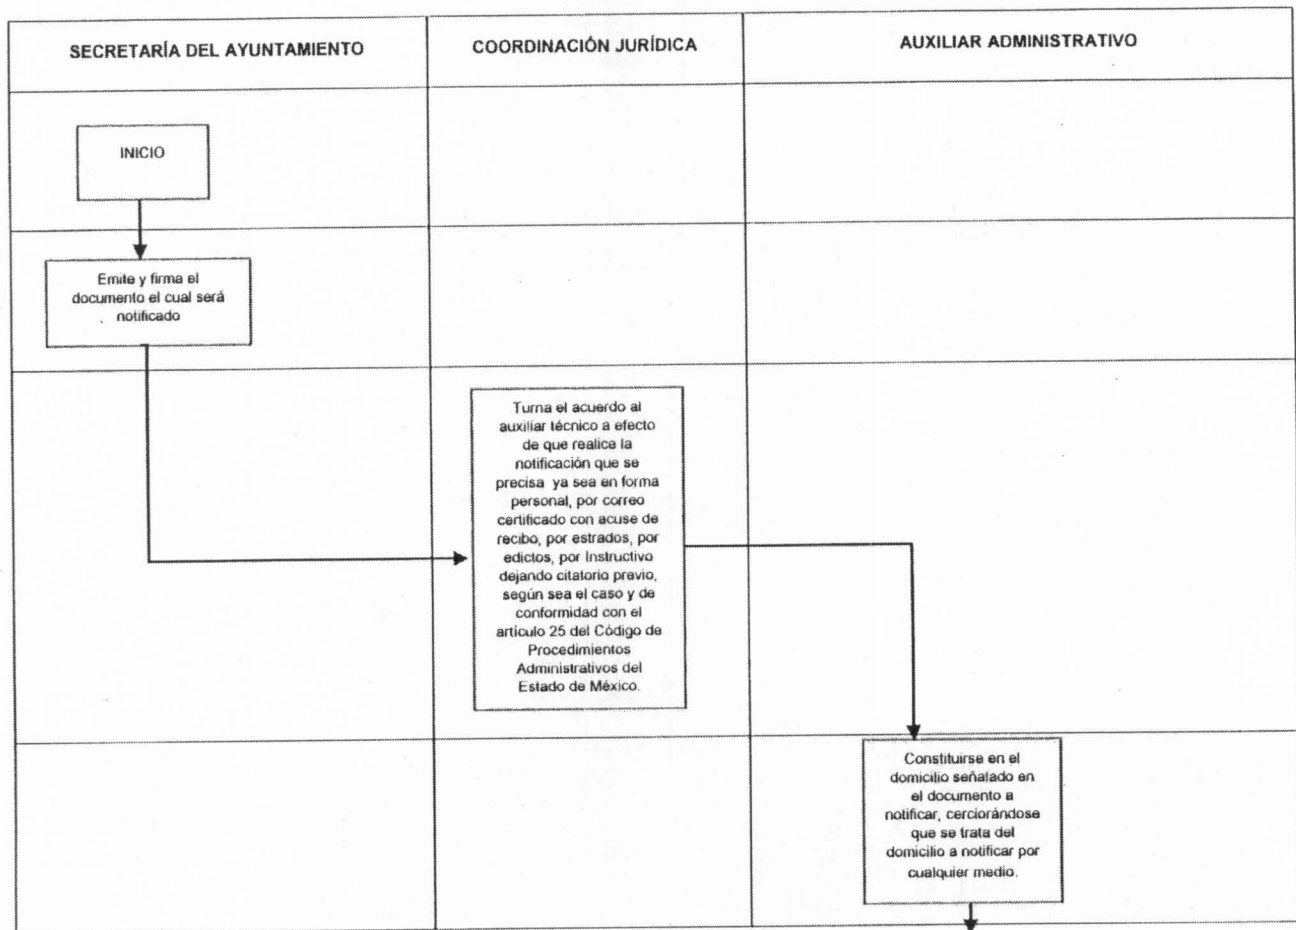 SECRETARÍA DEL AYUNTAMIENTO
COORDINACIÓN JURÍDICA
AUXILIAR ADMINISTRATIVO
INICIO
Emite y firma el
documento el cual será
notificado
Turna el acuerdo al
auxiliar técnico a efecto
de que realice la
notificación que se
precisa ya sea en forma
personal, por correo
certificado con acuse de
recibo, por estrados, por
edictos, por Instructivo
dejando citatorio previo,
según sea el caso y de
conformidad con el
artículo 25 del Código de
Procedimientos
Administrativos del
Estado de México.
Constituirse en el
domicilio señalado en
el documento a
notificar, cerciorándose
que se trata del
domicilio a notificar por
cualquier medio.